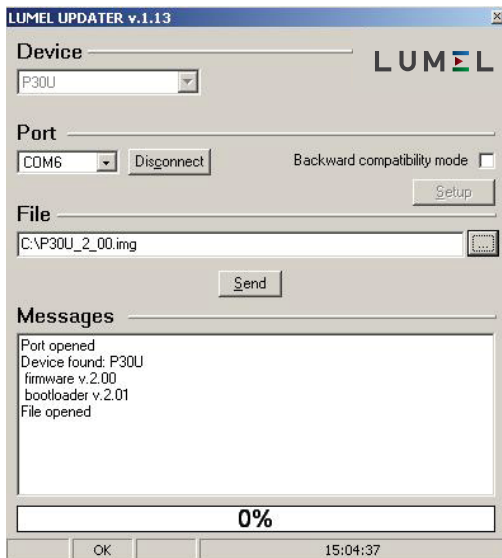 LUMEL UPDATER v.1.13
Device
LUMEL
P30U
Port
COM6 Disconnect Backward compatibility mode
Setup
File
C:\P30U_2_00.img ...
Send
Messages
Port opened
Device found: P30U
firmware v.2.00
bootloader v.2.01
File opened
0%
OK 15:04:37